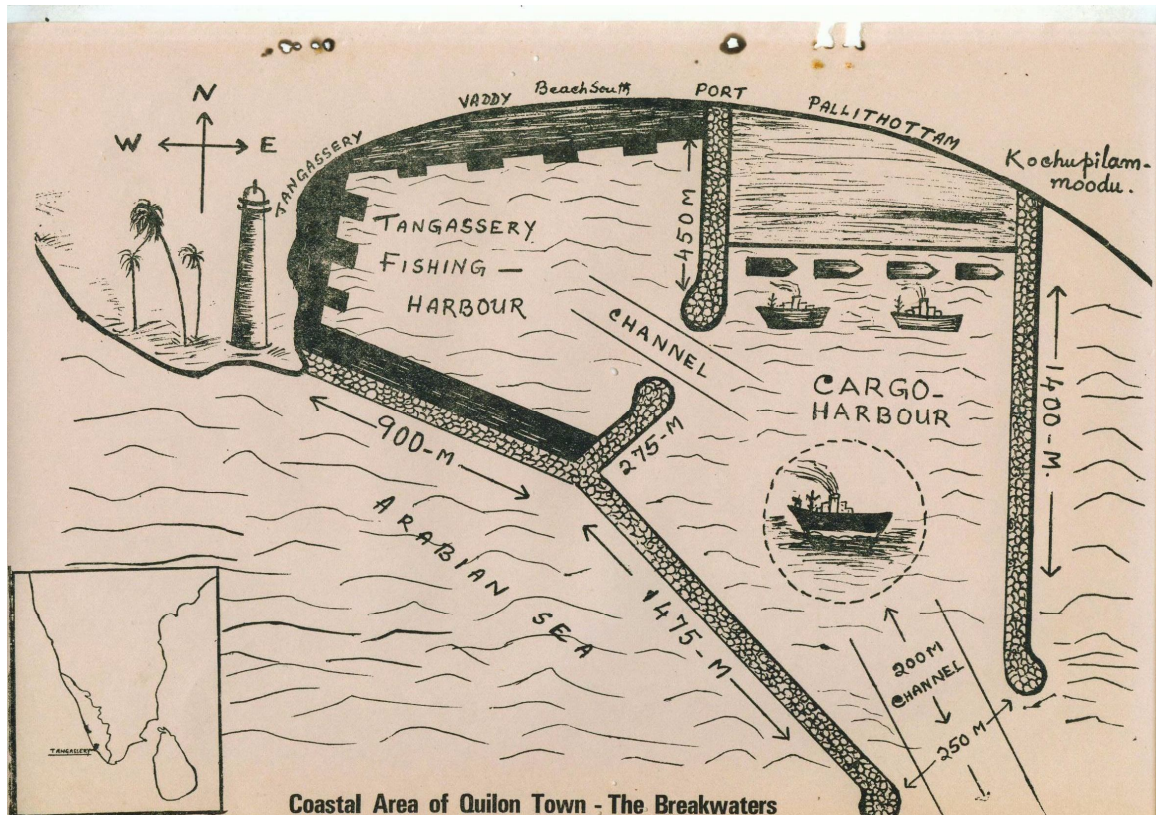 N
W E
TANGASSERY
VADDY
Beach South
PORT
PALLITHOTTAM
Kochupilam-
moodu.
TANGASSERY
FISHING –
HARBOUR
450M
CHANNEL
CARGO-
HARBOUR
1400-M.
900-M
275-M
ARABIAN SEA
1475-M
200M
CHANNEL
250 M
TANGASSERY
Coastal Area of Quilon Town - The Breakwaters